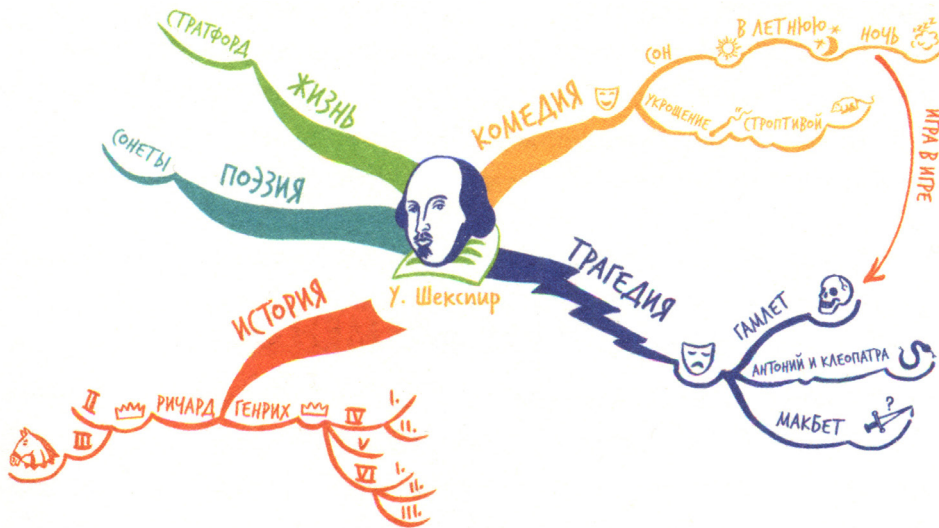 СТРАТФОРД
ЖИЗНЬ
СОНЕТЫ
ПОЭЗИЯ
У. Шекспир
КОМЕДИЯ
СОН
В ЛЕТНЮЮ
НОЧЬ
zzzz
УКРОЩЕНИЕ
СТРОПТИВОЙ
ИГРА В ИГРЕ
ТРАГЕДИЯ
ГАМЛЕТ
АНТОНИЙ И КЛЕОПАТРА
МАКБЕТ
?
ИСТОРИЯ
РИЧАРД
II
III
ГЕНРИХ
IV
I.
II.
V
VI
I.
II.
III.